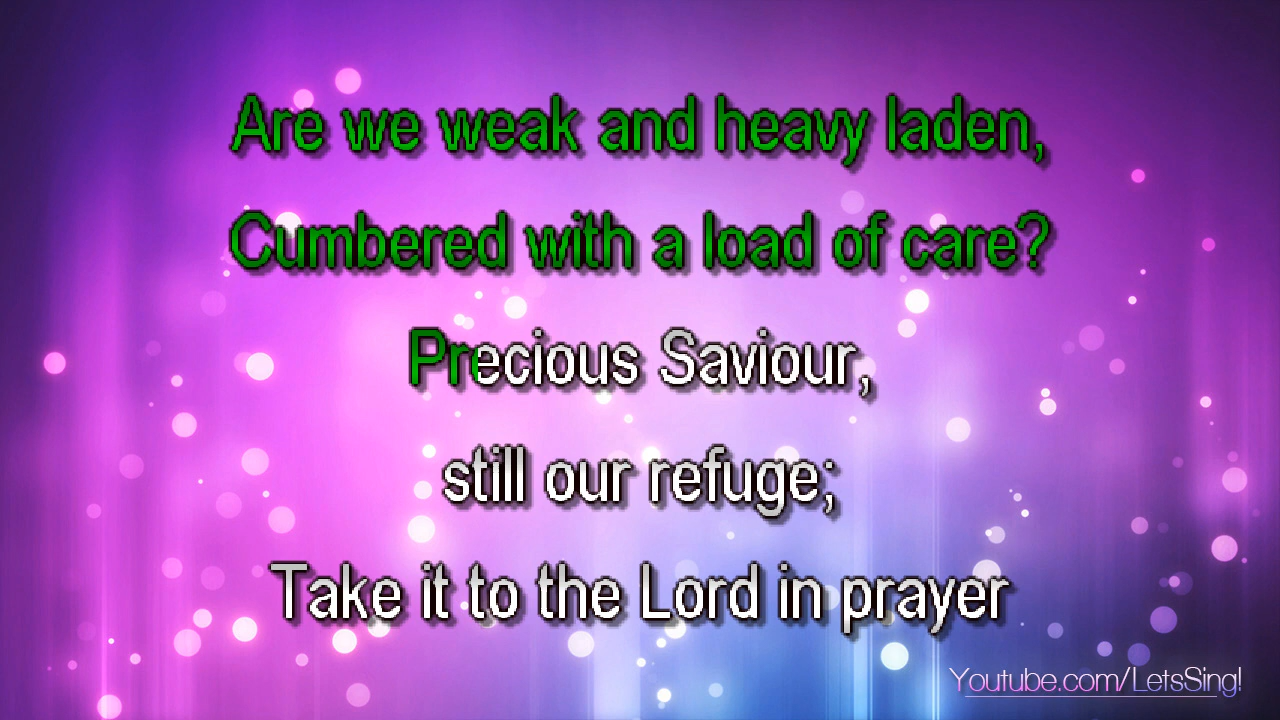 Are we weak and heavy laden,
Cumbered with a load of care?
Precious Saviour,
still our refuge;
Take it to the Lord in prayer
Youtube.com/LetsSing!